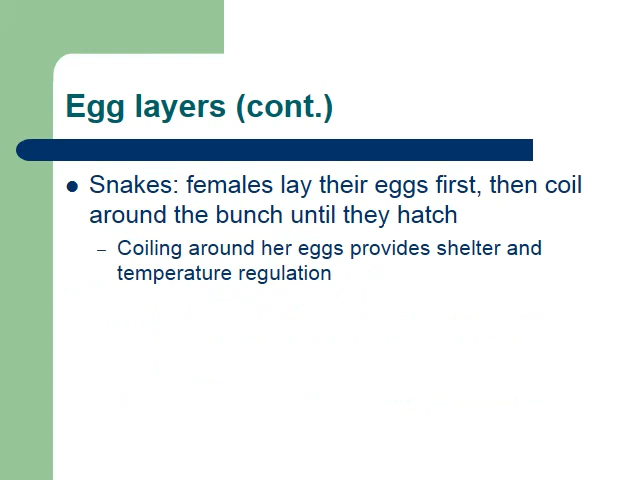 Egg layers (cont.)
● Snakes: females lay their eggs first, then coil
around the bunch until they hatch
– Coiling around her eggs provides shelter and
temperature regulation